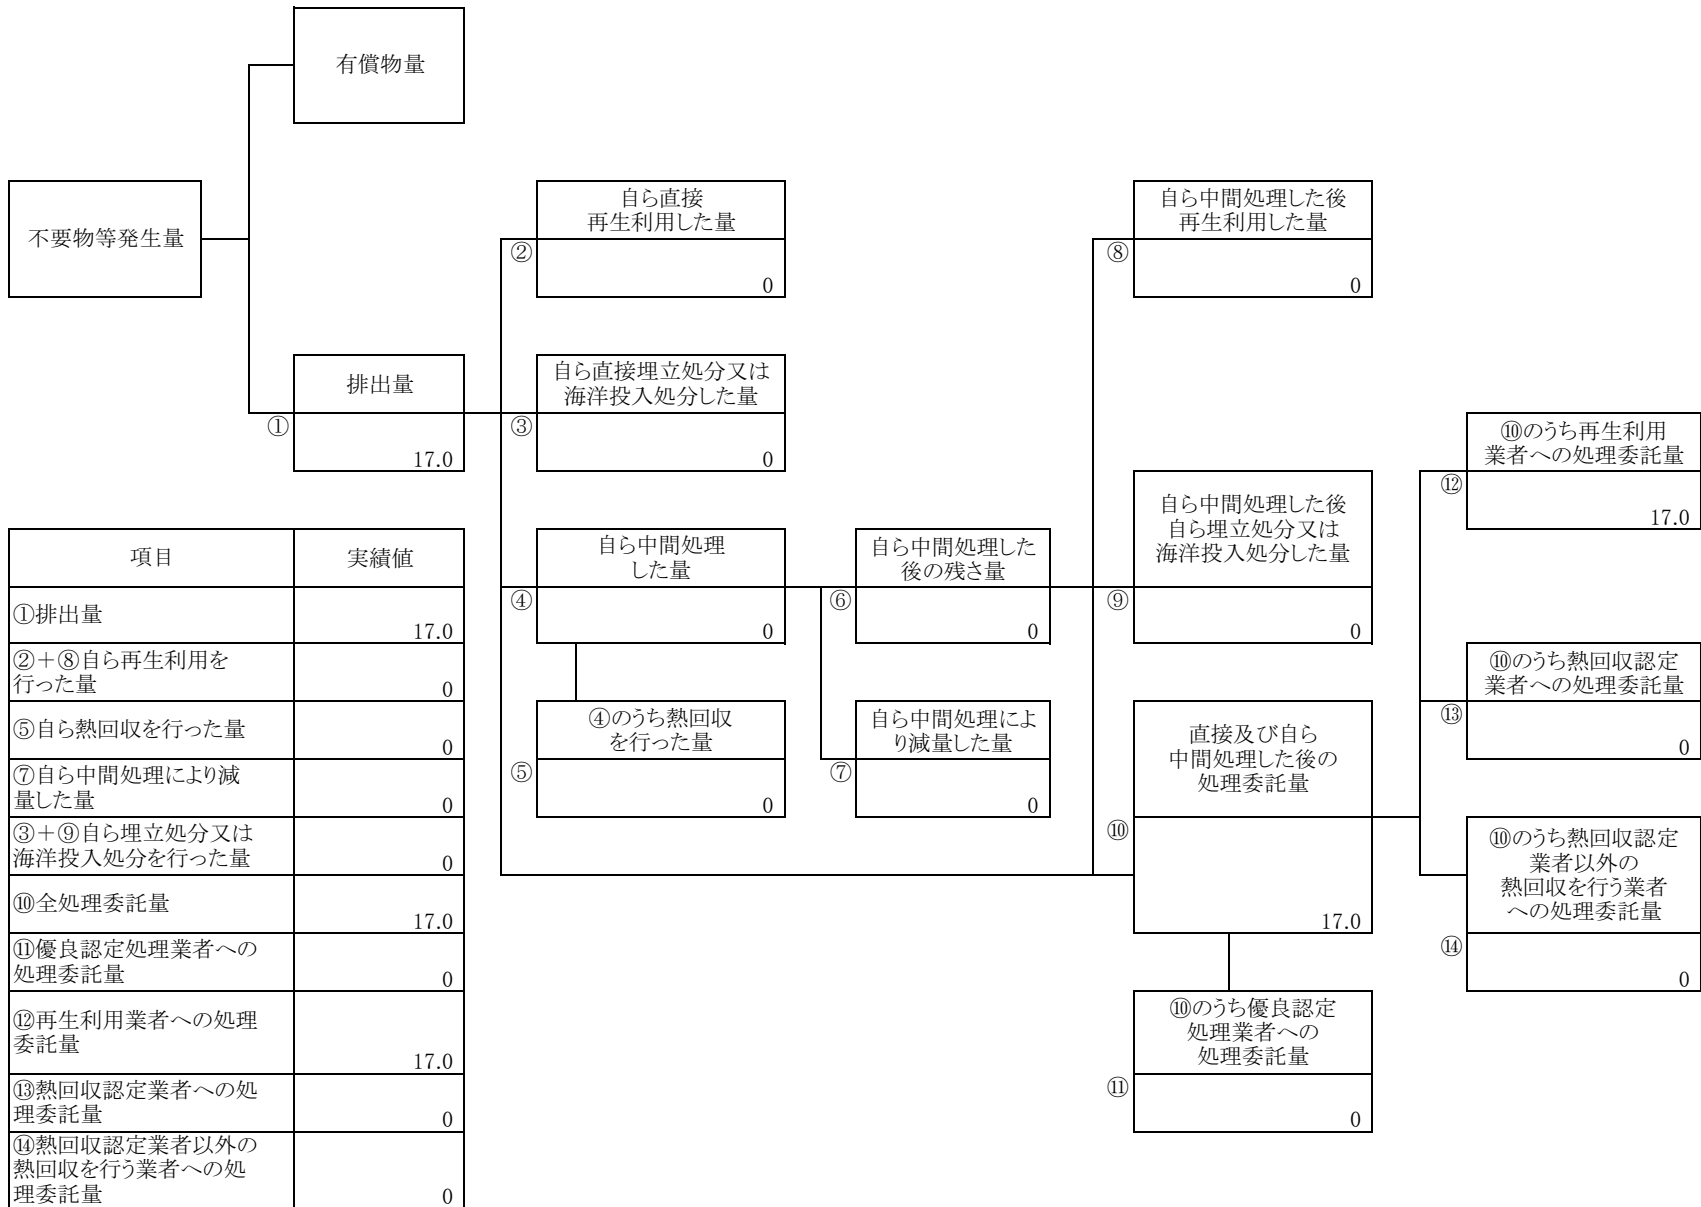 有償物量
不要物等発生量
自ら直接
再生利用した量
②
0
自ら中間処理した後
再生利用した量
⑧
0
排出量
①
17.0
自ら直接埋立処分又は
海洋投入処分した量
③
0
自ら中間処理
した量
④
0
自ら中間処理した
後の残さ量
⑥
0
自ら中間処理した後
自ら埋立処分又は
海洋投入処分した量
⑨
0
⑩のうち再生利用
業者への処理委託量
⑫
17.0
④のうち熱回収
を行った量
⑤
0
自ら中間処理によ
り減量した量
⑦
0
直接及び自ら
中間処理した後の
処理委託量
⑩
17.0
⑩のうち熱回収認定
業者への処理委託量
⑬
0
⑩のうち熱回収認定
業者以外の
熱回収を行う業者
への処理委託量
⑭
0
⑩のうち優良認定
処理業者への
処理委託量
⑪
0
項目 実績値
①排出量
17.0
②+⑧自ら再生利用を
行った量
0
⑤自ら熱回収を行った量
0
⑦自ら中間処理により減
量した量
0
③+⑨自ら埋立処分又は
海洋投入処分を行った量
0
⑩全処理委託量
17.0
⑪優良認定処理業者への
処理委託量
0
⑫再生利用業者への処理
委託量
17.0
⑬熱回収認定業者への処
理委託量
0
⑭熱回収認定業者以外の
熱回収を行う業者への処
理委託量
0